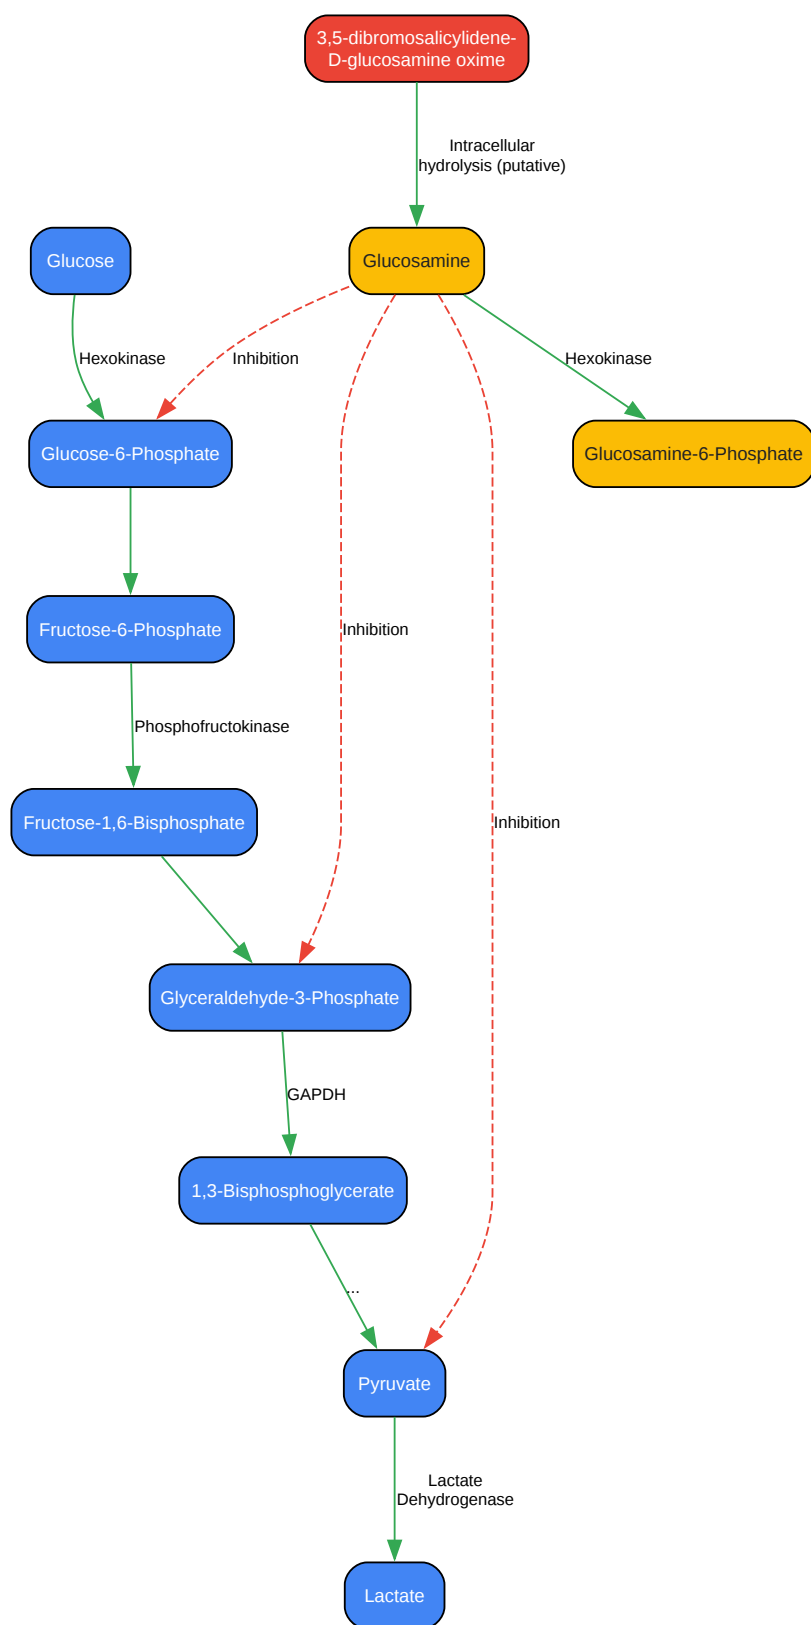 3,5-dibromosalicylidene-
D-glucosamine oxime
Intracellular
hydrolysis (putative)
Glucose
Glucosamine
Hexokinase
Inhibition
Hexokinase
Glucose-6-Phosphate
Glucosamine-6-Phosphate
Fructose-6-Phosphate
Inhibition
Phosphofructokinase
Fructose-1,6-Bisphosphate
Inhibition
Glyceraldehyde-3-Phosphate
GAPDH
1,3-Bisphosphoglycerate
...
Pyruvate
Lactate
Dehydrogenase
Lactate